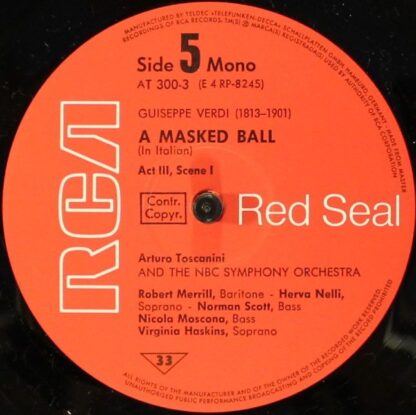 MANUFACTURED BY TELDEC »TELEFUNKEN-DECCA« SCHALLPLATTEN GMBH, HAMBURG, GERMANY · MADE FROM MASTER
RECORDINGS OF RCA RECORDS. TM(S) ® MARCA(S) REGISTRADA(S) USED BY AUTHORITY OF RCA CORPORATION
Side 5 Mono
AT 300-3 (E 4 RP-8245)
GUISEPPE VERDI (1813–1901)
A MASKED BALL
(In Italian)
Act III, Scene I
Contr.
Copyr.
RCA
Red Seal
Arturo Toscanini
AND THE NBC SYMPHONY ORCHESTRA
Robert Merrill, Baritone - Herva Nelli,
Soprano - Norman Scott, Bass
Nicola Moscona, Bass
Virginia Haskins, Soprano
33
ALL RIGHTS OF THE MANUFACTURER AND OF THE OWNER OF THE RECORDED WORK RESERVED.
UNAUTHORISED PUBLIC PERFORMANCE BROADCASTING AND COPYING OF THE RECORD PROHIBITED